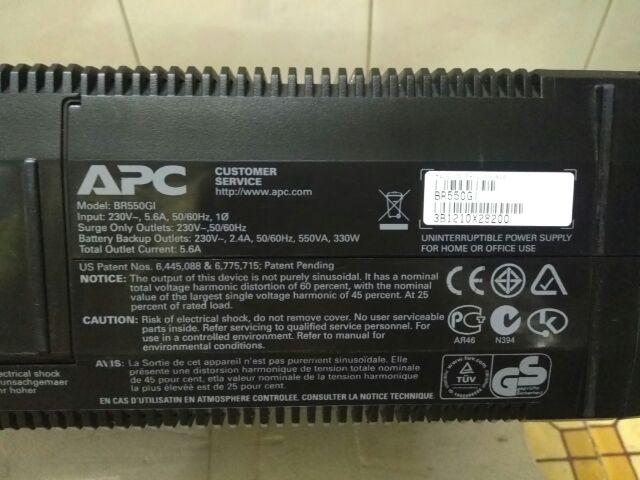 APC
CUSTOMER
SERVICE
http://www.apc.com
Model: BR550GI
Input: 230V~, 5.6A, 50/60Hz, 1Ø
Surge Only Outlets: 230V~,50/60Hz
Battery Backup Outlets: 230V~, 2.4A, 50/60Hz, 550VA, 330W
Total Outlet Current: 5.6A
BR550GI
3B1210X28200
UNINTERRUPTIBLE POWER SUPPLY
FOR HOME OR OFFICE USE
US Patent Nos. 6,445,088 & 6,775,715; Patent Pending
NOTICE: The output of this device is not purely sinusoidal. It has a nominal
total voltage harmonic distortion of 60 percent, with the nominal
value of the largest single voltage harmonic of 45 percent. At 25
percent of rated load.
CAUTION: Risk of electrical shock, do not remove cover. No user serviceable
parts inside. Refer servicing to qualified service personnel. For
use in a controlled environment. Refer to manual for
environmental conditions.
AVIS: La Sortie de cet appareil n'est pas purement sinusoïdale. Elle
présente une distorsion harmonique de tension totale nominale
de 45 pour cent, etla valeur nominale de la tension harmonique
la plus élevée est de 25 pour cent.
EN CAS D'UTILISATION EN ATMOSPHERE CONTROLEE, CONSULTER LA NOTICE TECHNIQUE.
CE
AR46
N394
TÜV
GS
geprüfte
Sicherheit
electrical shock
unsachgemaer
r hoher